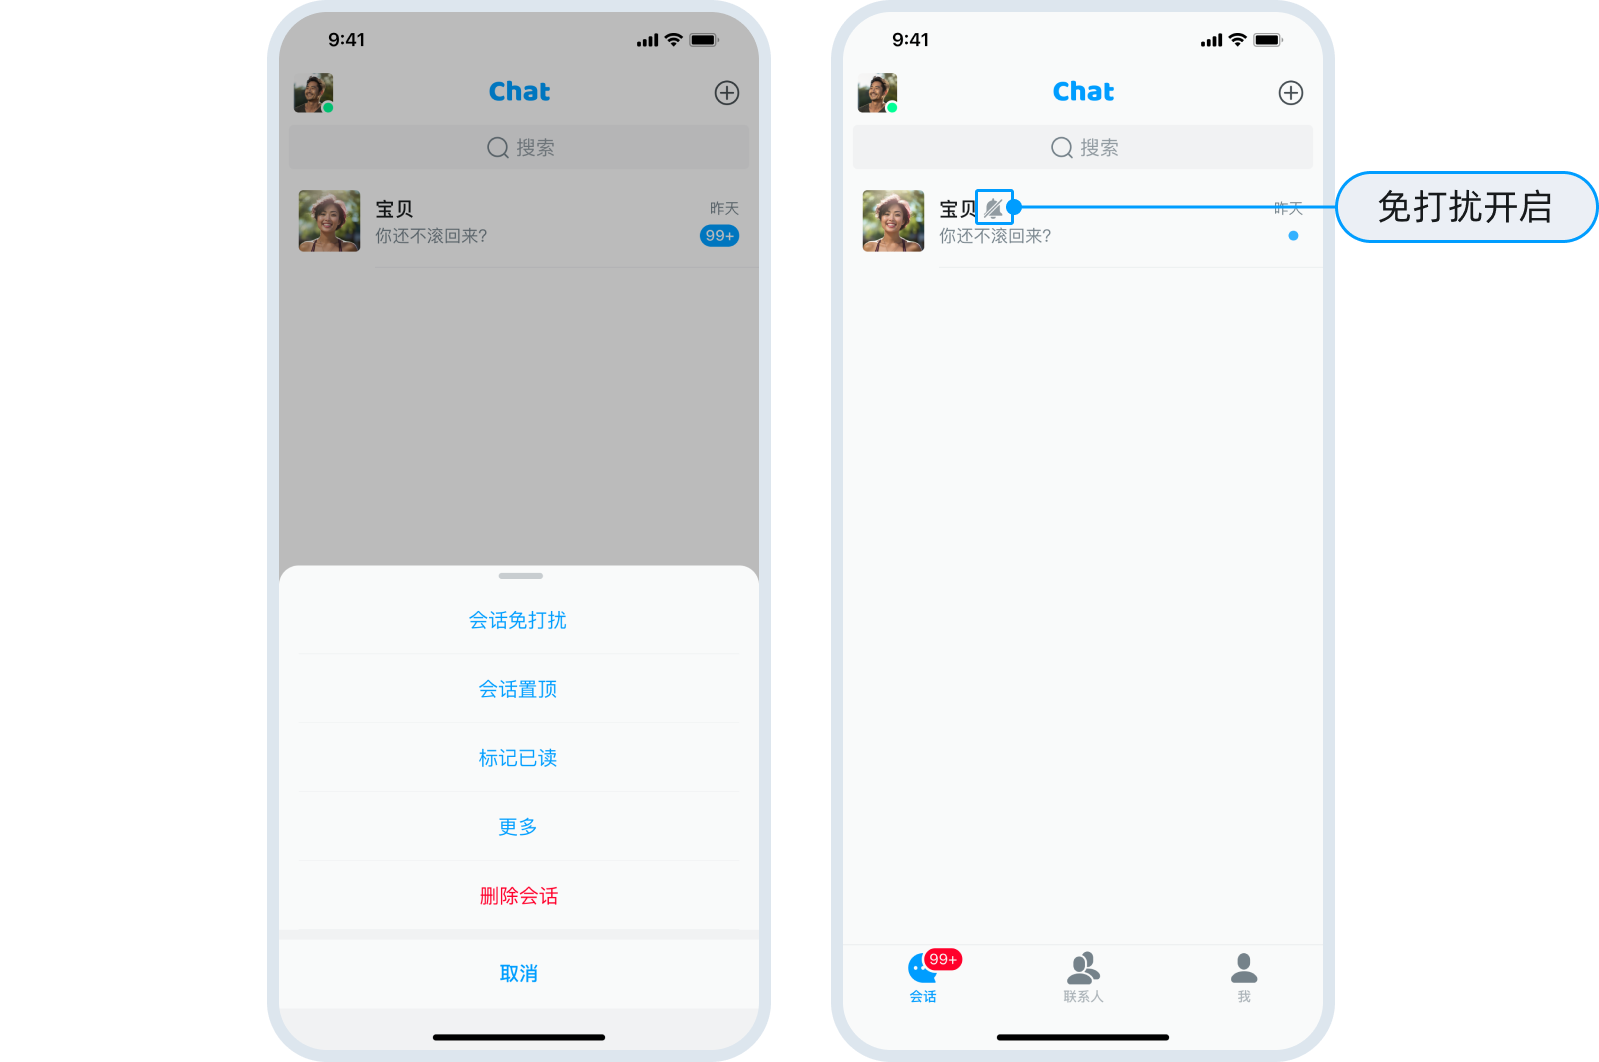 9:41
Chat
搜索
宝贝
昨天
你还不滚回来?
99+
会话免打扰
会话置顶
标记已读
更多
删除会话
取消
9:41
Chat
搜索
宝贝
昨天
你还不滚回来?
免打扰开启
99+
会话
联系人
我